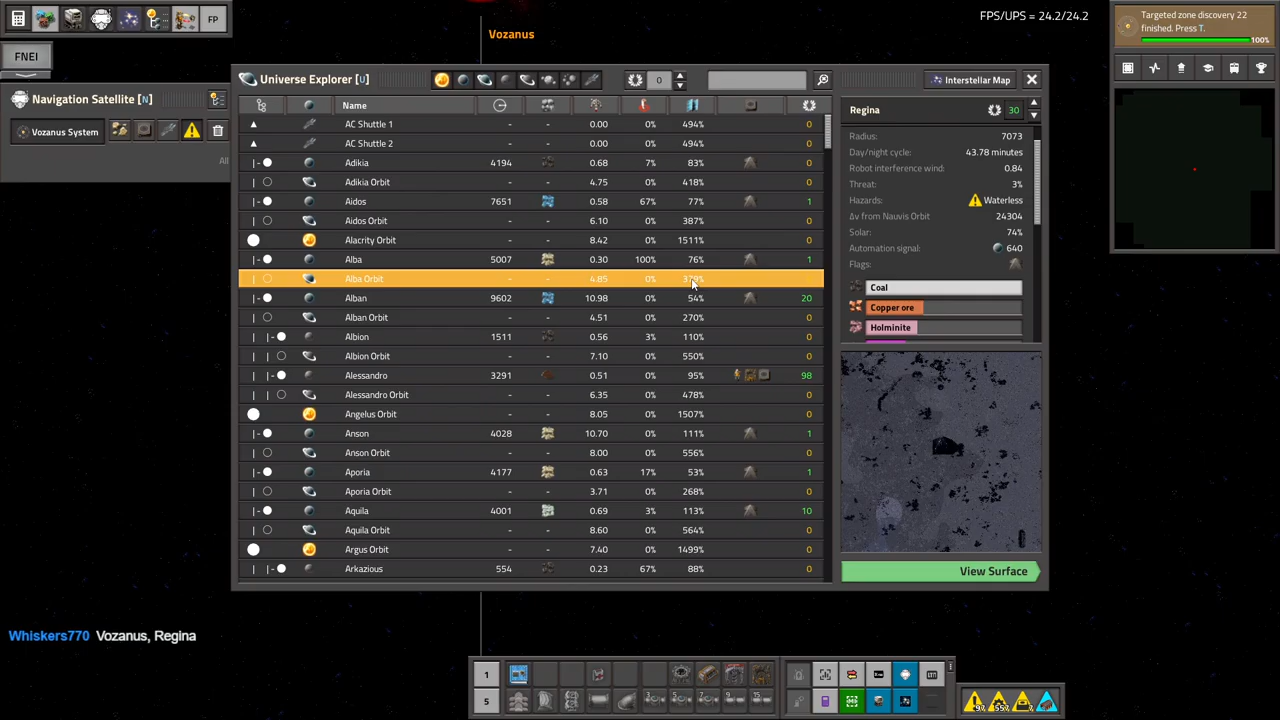 FP
Vozanus
FPS/UPS = 24.2/24.2
Targeted zone discovery 22
finished. Press T.
100%
FNEI
Navigation Satellite [N]
Vozanus System
All
Universe Explorer [U]
0
Interstellar Map
Name
AC Shuttle 1 - - 0.00 0% 494% 0
AC Shuttle 2 - - 0.00 0% 494% 0
Adikia 4194 0.68 7% 83% 0
Adikia Orbit - - 4.75 0% 418% 0
Aidos 7651 0.58 67% 77% 1
Aidos Orbit - - 6.10 0% 387% 0
Alacrity Orbit - - 8.42 0% 1511% 0
Alba 5007 0.30 100% 76% 1
Alba Orbit - - 4.85 0% 0
Alban 9602 10.98 0% 54% 20
Alban Orbit - - 4.51 0% 270% 0
Albion 1511 0.56 3% 110% 0
Albion Orbit - - 7.10 0% 550% 0
Alessandro 3291 0.51 0% 95% 98
Alessandro Orbit - - 6.35 0% 478% 0
Angelus Orbit - - 8.05 0% 1507% 0
Anson 4028 10.70 0% 111% 1
Anson Orbit - - 8.00 0% 556% 0
Aporia 4177 0.63 17% 53% 1
Aporia Orbit - - 3.71 0% 268% 0
Aquila 4001 0.69 3% 113% 10
Aquila Orbit - - 8.60 0% 564% 0
Argus Orbit - - 7.40 0% 1499% 0
Arkazious 554 0.23 67% 88% 0
Regina 30
Radius: 7073
Day/night cycle: 43.78 minutes
Robot interference wind: 0.84
Threat: 3%
Hazards: Waterless
Δv from Nauvis Orbit 24304
Solar: 74%
Automation signal: 640
Flags:
Coal
Copper ore
Holminite
View Surface
Whiskers770 Vozanus, Regina
1
5